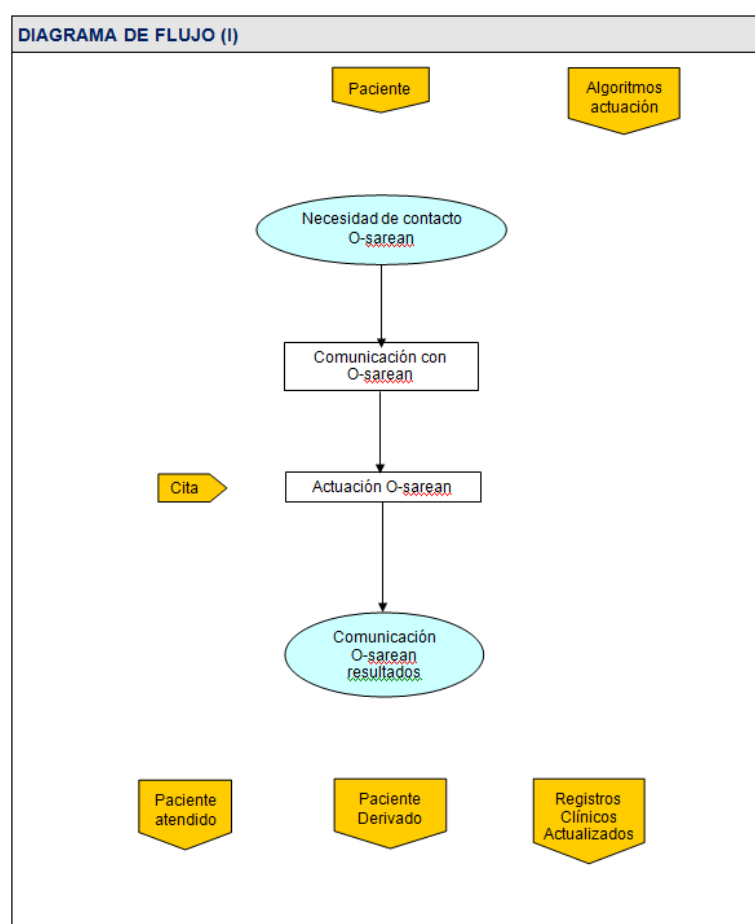 DIAGRAMA DE FLUJO (I)
Paciente
Algoritmos
actuación
Necesidad de contacto
O-sarean
Comunicación con
O-sarean
Cita
Actuación O-sarean
Comunicación
O-sarean
resultados
Paciente
atendido
Paciente
Derivado
Registros
Clínicos
Actualizados